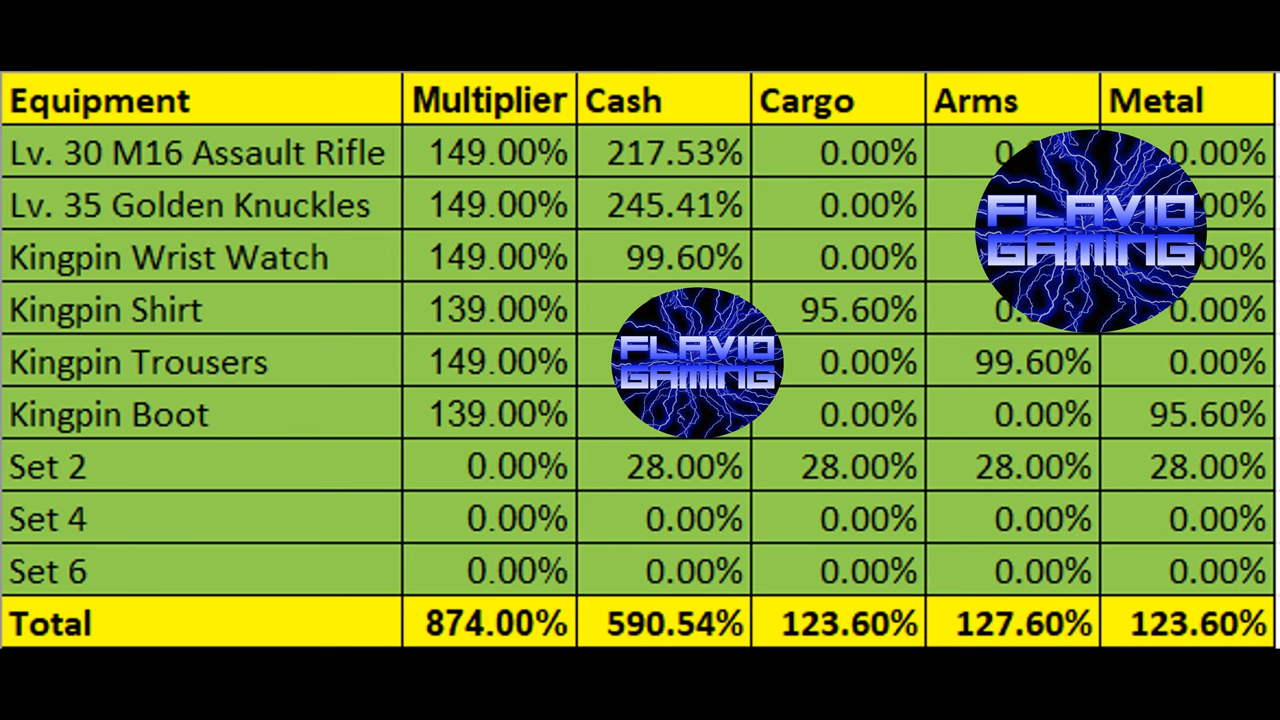 Equipment Multiplier Cash Cargo Arms Metal
Lv. 30 M16 Assault Rifle 149.00% 217.53% 0.00% 0.00%
Lv. 35 Golden Knuckles 149.00% 245.41% 0.00%
Kingpin Wrist Watch 149.00% 99.60% 0.00%
Kingpin Shirt 139.00% 95.60% 0.00%
Kingpin Trousers 149.00% 0.00% 99.60% 0.00%
Kingpin Boot 139.00% 0.00% 0.00% 95.60%
Set 2 0.00% 28.00% 28.00% 28.00% 28.00%
Set 4 0.00% 0.00% 0.00% 0.00% 0.00%
Set 6 0.00% 0.00% 0.00% 0.00% 0.00%
Total 874.00% 590.54% 123.60% 127.60% 123.60%
FLAVIO
GAMING
FLAVIO
GAMING